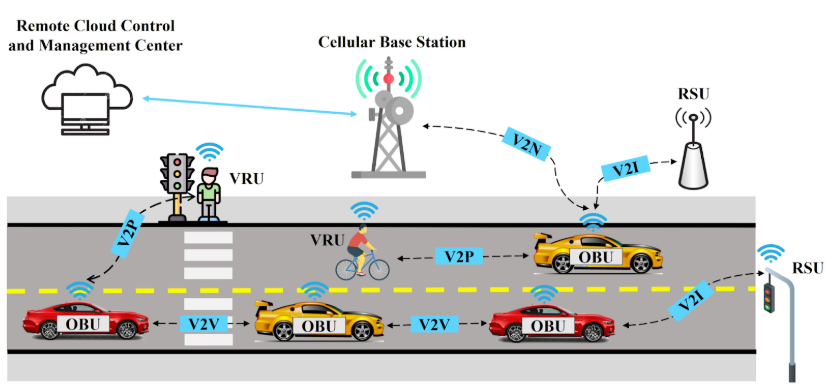 Remote Cloud Control
and Management Center
Cellular Base Station
RSU
V2N
V2I
VRU
V2P
VRU
V2P
OBU
RSU
V2I
OBU
V2V
OBU
V2V
OBU